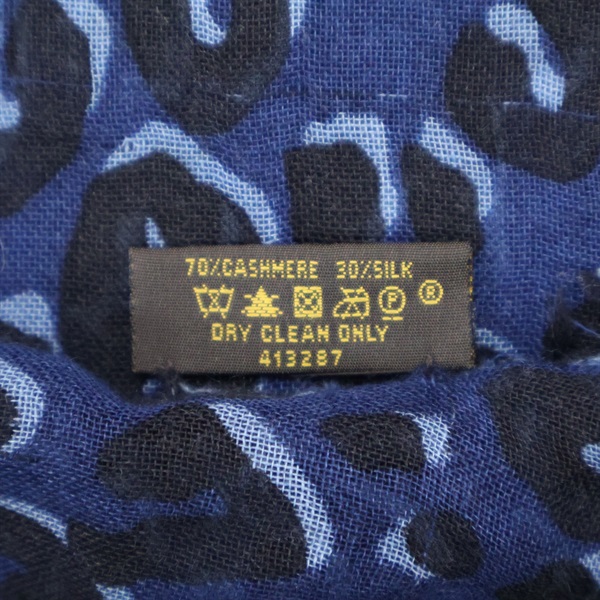 70%CASHMERE 30%SILK
P ®
DRY CLEAN ONLY
413287